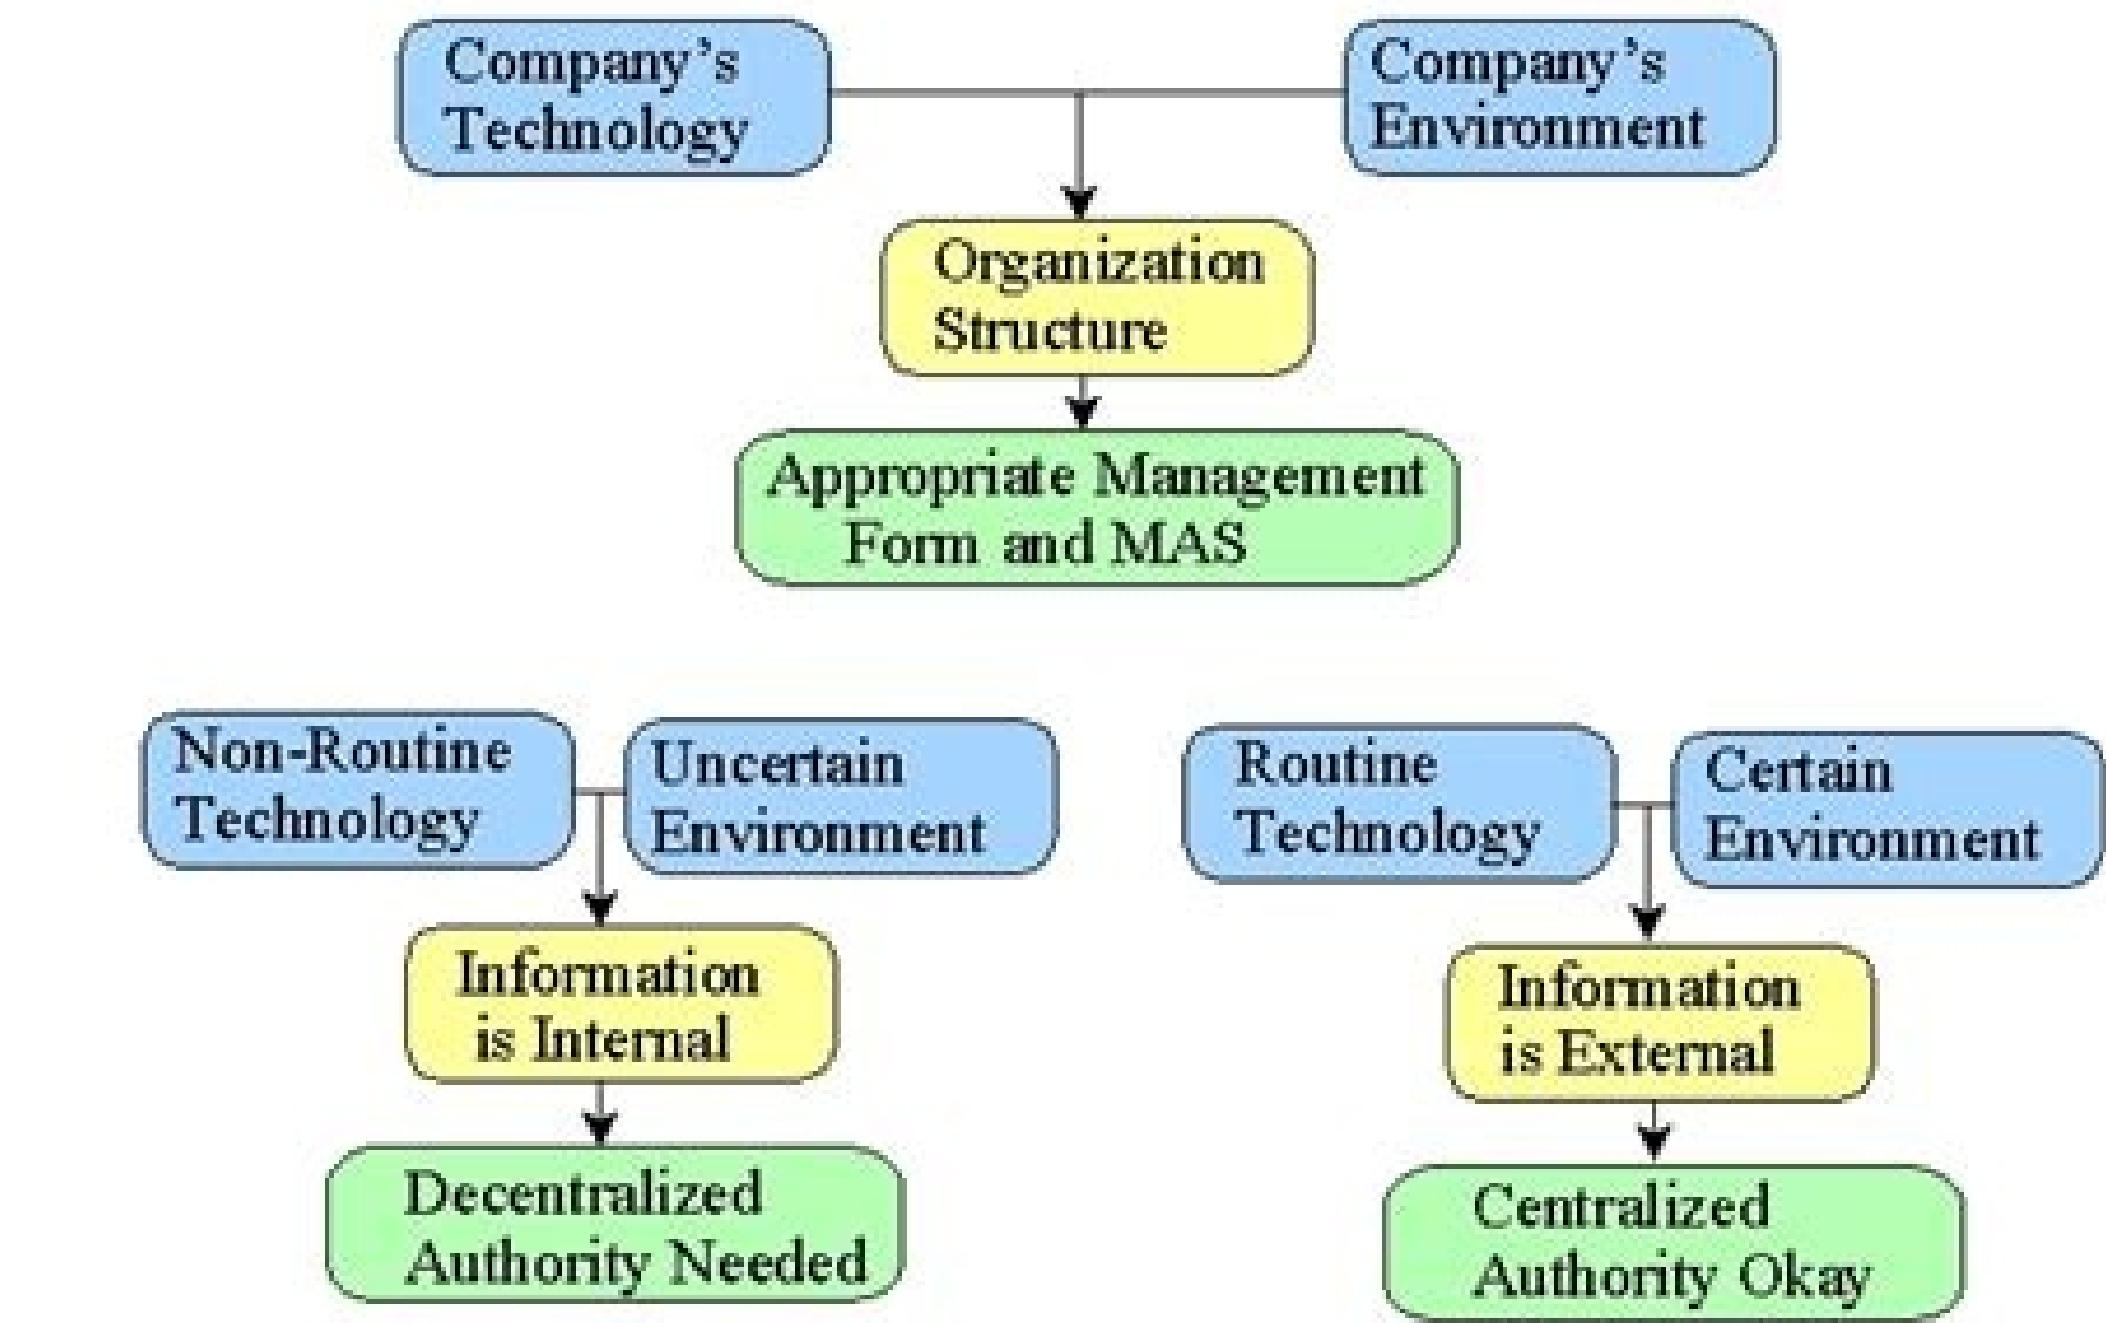 Company's
Technology
Company's
Environment
Organization
Structure
Appropriate Management
Form and MAS
Non-Routine
Technology
Uncertain
Environment
Routine
Technology
Certain
Environment
Information
is Internal
Information
is External
Decentralized
Authority Needed
Centralized
Authority Okay